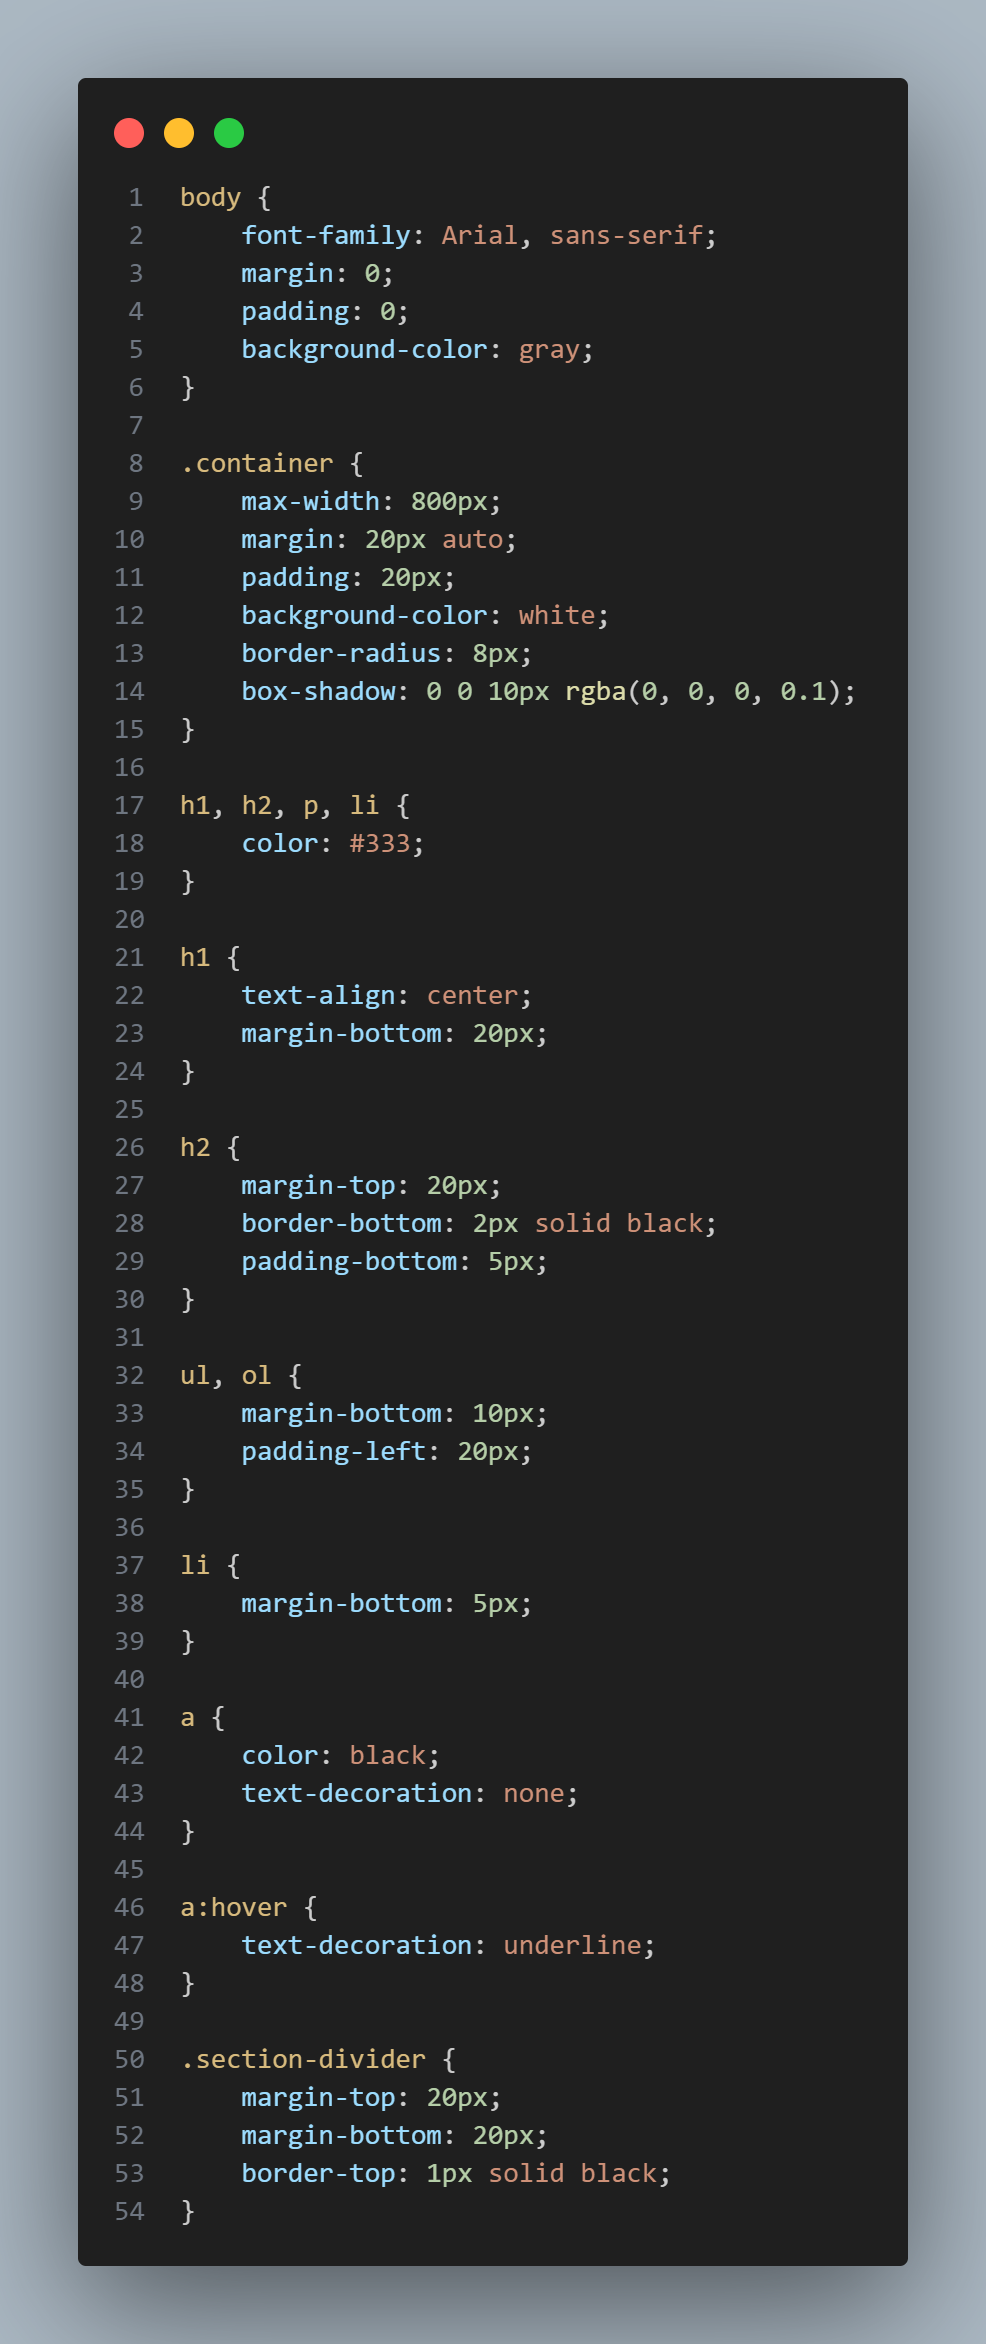 1 body {
2     font-family: Arial, sans-serif;
3     margin: 0;
4     padding: 0;
5     background-color: gray;
6 }
7
8 .container {
9     max-width: 800px;
10     margin: 20px auto;
11     padding: 20px;
12     background-color: white;
13     border-radius: 8px;
14     box-shadow: 0 0 10px rgba(0, 0, 0, 0.1);
15 }
16
17 h1, h2, p, li {
18     color: #333;
19 }
20
21 h1 {
22     text-align: center;
23     margin-bottom: 20px;
24 }
25
26 h2 {
27     margin-top: 20px;
28     border-bottom: 2px solid black;
29     padding-bottom: 5px;
30 }
31
32 ul, ol {
33     margin-bottom: 10px;
34     padding-left: 20px;
35 }
36
37 li {
38     margin-bottom: 5px;
39 }
40
41 a {
42     color: black;
43     text-decoration: none;
44 }
45
46 a:hover {
47     text-decoration: underline;
48 }
49
50 .section-divider {
51     margin-top: 20px;
52     margin-bottom: 20px;
53     border-top: 1px solid black;
54 }